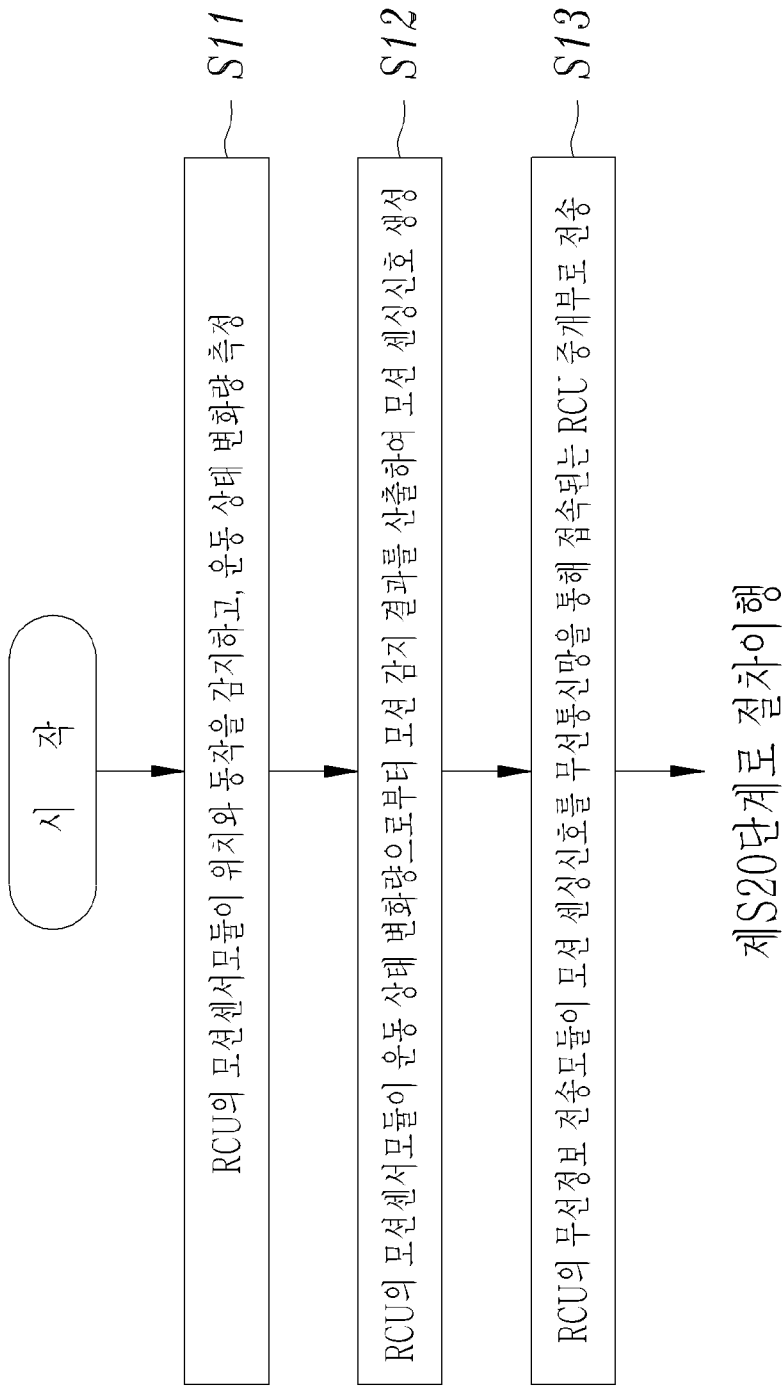 시 작
RCU의 모션센서모듈이 위치와 동작을 감지하고, 운동 상태 변화량 측정
S11
RCU의 모션센서모듈이 운동 상태 변화량으로부터 모션 감지 결과를 산출하여 모션 센싱신호 생성
S12
RCU의 무선정보 전송모듈이 모션 센싱신호를 무선통신망을 통해 접속되는 RCU 중개부로 전송
S13
제S20단계로 절차이행